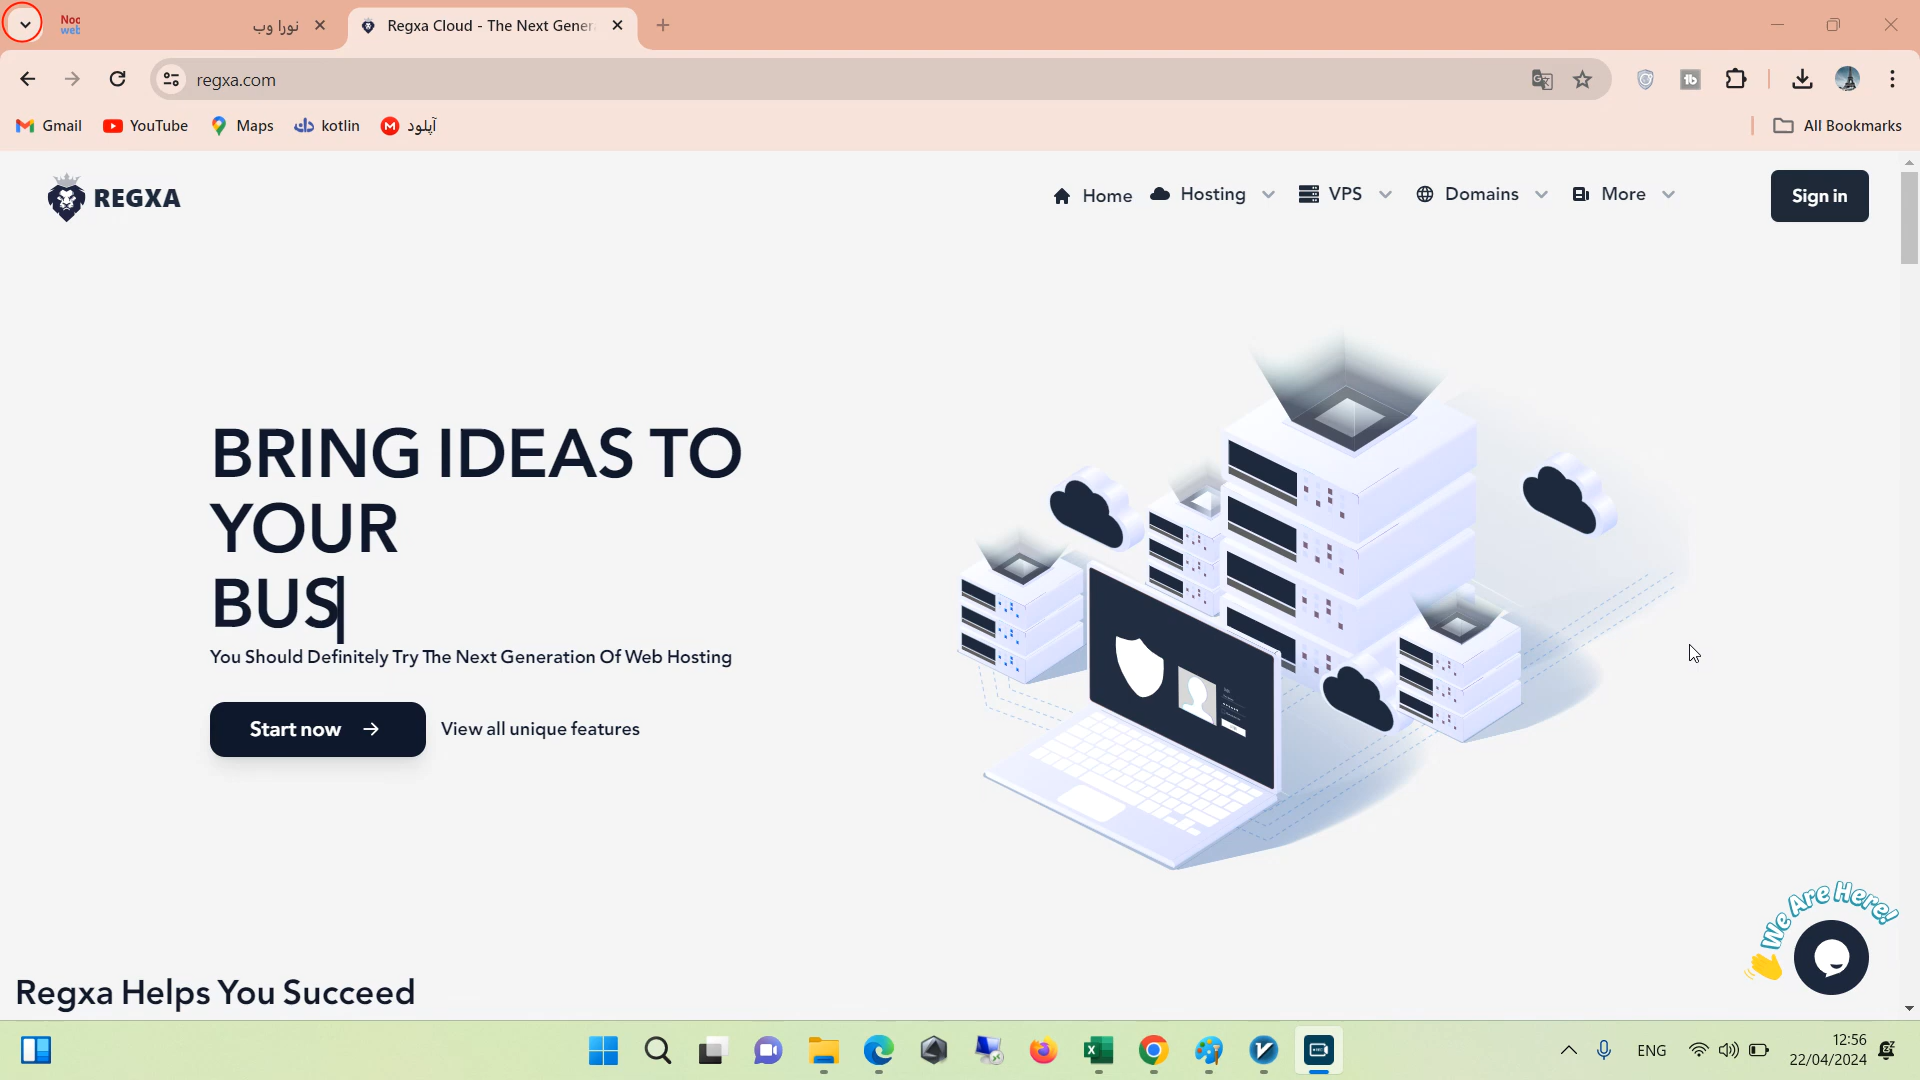 نورا وب
Regxa Cloud - The Next Gener
regxa.com
Gmail
YouTube
Maps
kotlin
آپلود
All Bookmarks
REGXA
Home
Hosting
VPS
Domains
More
Sign in
BRING IDEAS TO
YOUR
BUS
You Should Definitely Try The Next Generation Of Web Hosting
Start now
View all unique features
We Are Here!
Regxa Helps You Succeed
ENG
12:56
22/04/2024